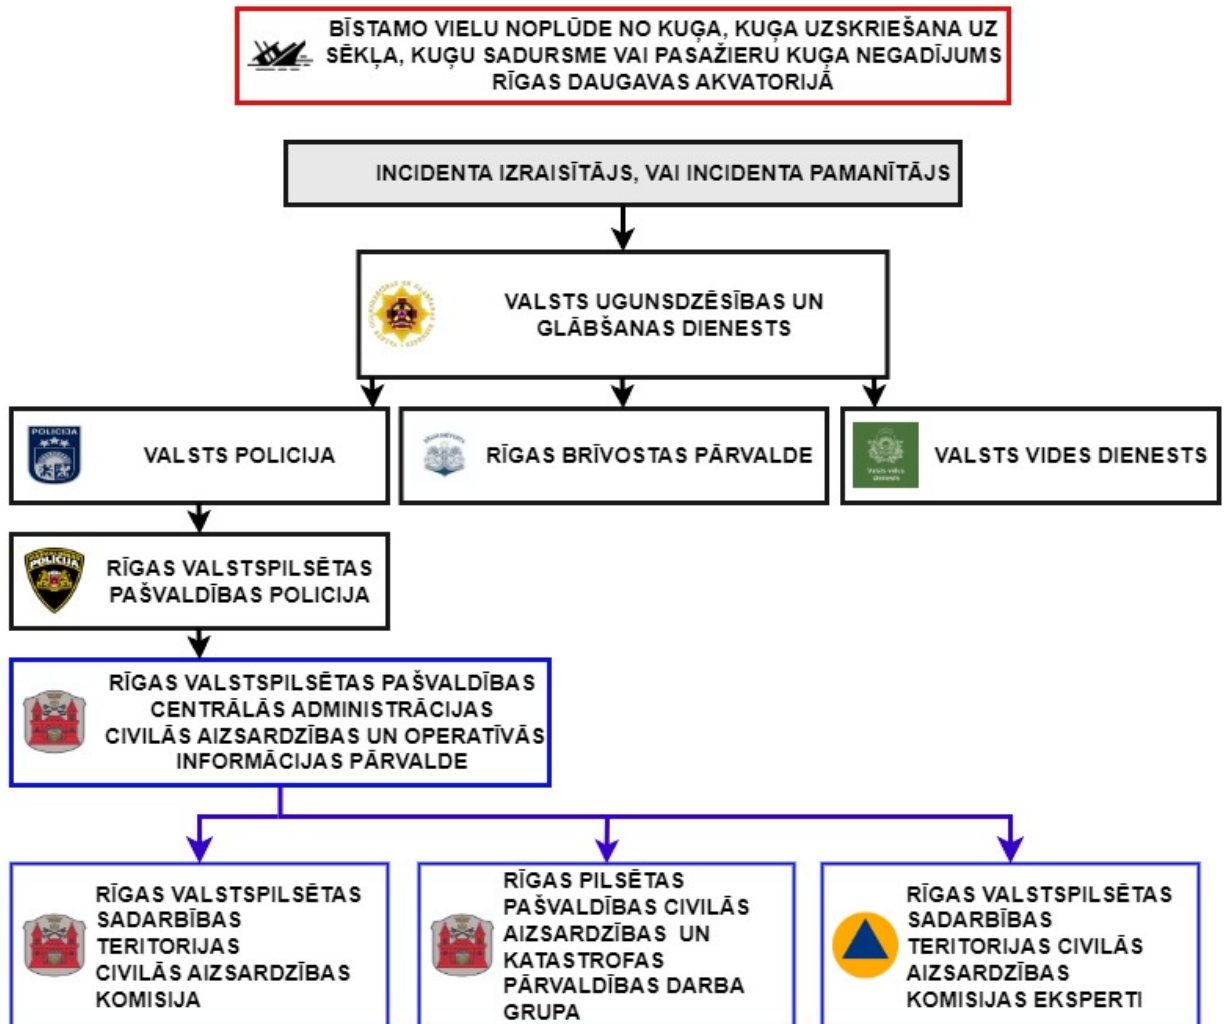 BĪSTAMO VIELU NOPLŪDE NO KUĢA, KUĢA UZSKRIEŠANA UZ
SĒKĻA, KUĢU SADURSME VAI PASAŽIERU KUĢA NEGADĪJUMS
RĪGAS DAUGAVAS AKVATORIJĀ
INCIDENTA IZRAISĪTĀJS, VAI INCIDENTA PAMANĪTĀJS
VALSTS UGUNSDZĒSĪBAS UN
GLĀBŠANAS DIENESTS
POLICIJA
VALSTS POLICIJA
RĪGAS BRĪVOSTAS PĀRVALDE
VALSTS VIDES DIENESTS
POLICIJA
RĪGAS VALSTSPILSĒTAS
PAŠVALDĪBAS POLICIJA
RĪGAS VALSTSPILSĒTAS PAŠVALDĪBAS
CENTRĀLĀS ADMINISTRĀCIJAS
CIVILĀS AIZSARDZĪBAS UN OPERATĪVĀS
INFORMĀCIJAS PĀRVALDE
RĪGAS VALSTSPILSĒTAS
SADARBĪBAS
TERITORIJAS
CIVILĀS AIZSARDZĪBAS
KOMISIJA
RĪGAS PILSĒTAS
PAŠVALDĪBAS CIVILĀS
AIZSARDZĪBAS UN
KATASTROFAS
PĀRVALDĪBAS DARBA
GRUPA
RĪGAS VALSTSPILSĒTAS
SADARBĪBAS
TERITORIJAS CIVILĀS
AIZSARDZĪBAS
KOMISIJAS EKSPERTI